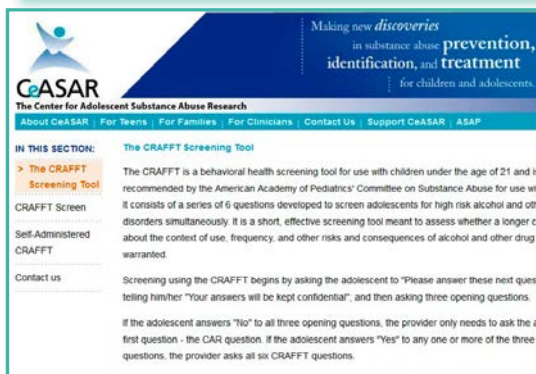 Making new discoveries
in substance abuse prevention,
identification, and treatment
for children and adolescents.
CeASAR
The Center for Adolescent Substance Abuse Research
About CeASAR | For Teens | For Families | For Clinicians | Contact Us | Support CeASAR | ASAP
IN THIS SECTION:
> The CRAFFT
Screening Tool
CRAFFT Screen
Self-Administered
CRAFFT
Contact us
The CRAFFT Screening Tool
The CRAFFT is a behavioral health screening tool for use with children under the age of 21 and is
recommended by the American Academy of Pediatrics' Committee on Substance Abuse for use
It consists of a series of 6 questions developed to screen adolescents for high risk alcohol and
disorders simultaneously. It is a short, effective screening tool meant to assess whether a longer
about the context of use, frequency, and other risks and consequences of alcohol and other drug
warranted.
Screening using the CRAFFT begins by asking the adolescent to "Please answer these next
telling him/her "Your answers will be kept confidential", and then asking three opening questions.
If the adolescent answers "No" to all three opening questions, the provider only needs to ask the
first question - the CAR question. If the adolescent answers "Yes" to any one or more of the three
questions, the provider asks all six CRAFFT questions.